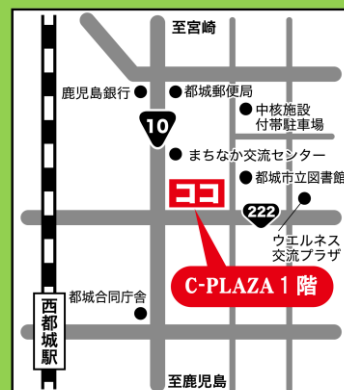 至宮崎
鹿児島銀行
都城郵便局
中核施設
付帯駐車場
10
まちなか交流センター
ココ
都城市立図書館
222
ウエルネス
交流プラザ
C-PLAZA 1 階
都城合同庁舎
西都城駅
至鹿児島